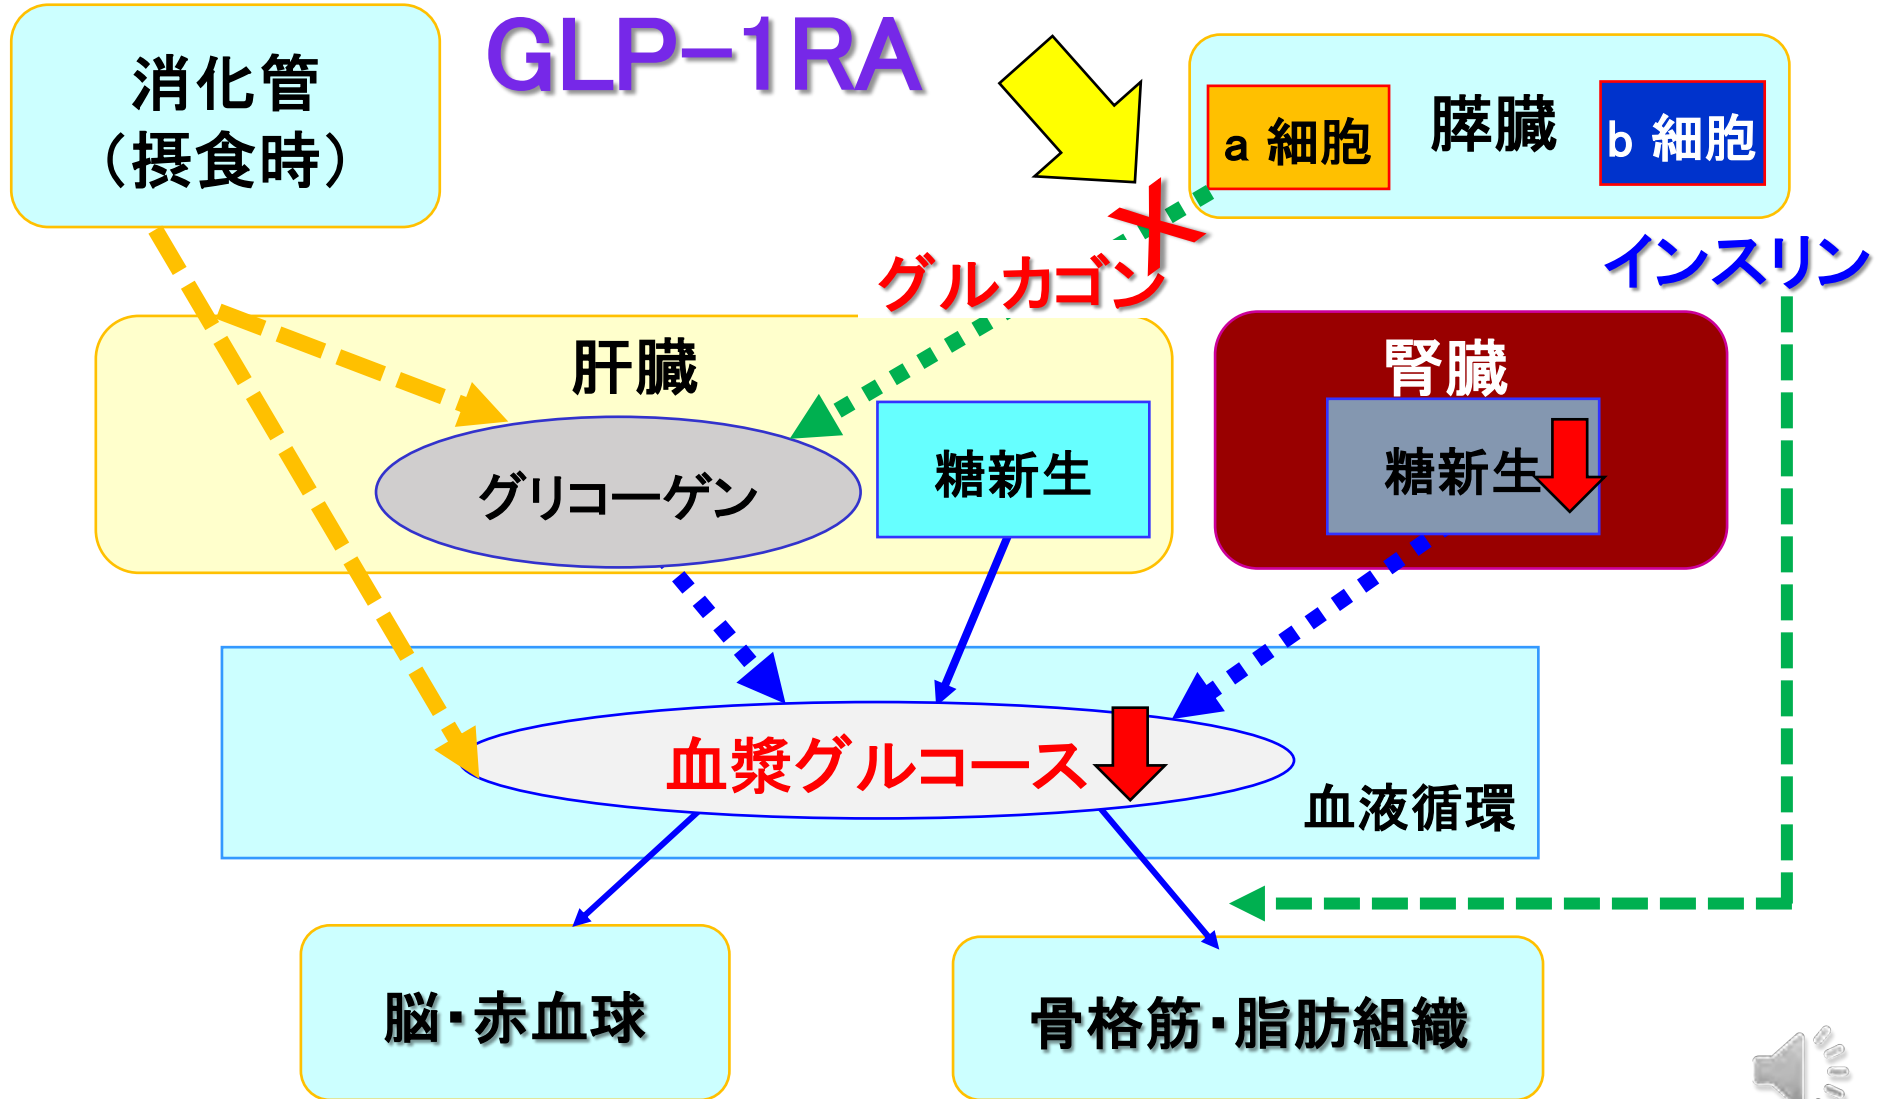 消化管
（摂食時）
GLP-1RA
a 細胞
膵臓
b 細胞
グルカゴン
インスリン
肝臓
グリコーゲン
糖新生
腎臓
糖新生
血漿グルコース
血液循環
脳・赤血球
骨格筋・脂肪組織